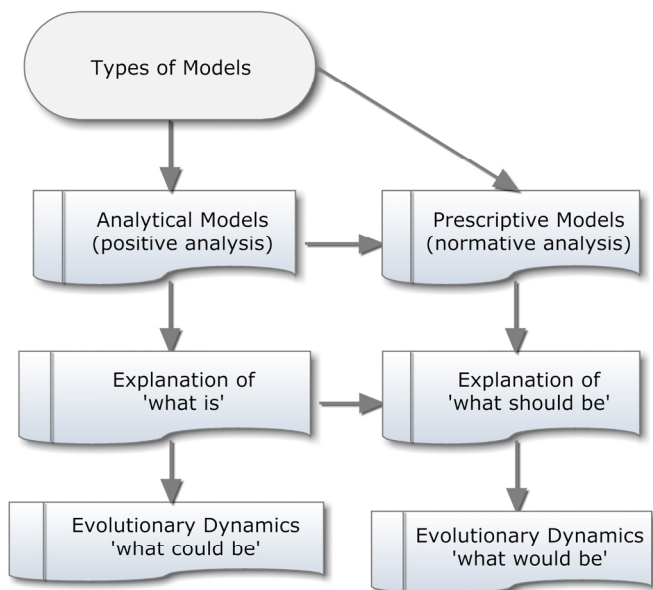 Types of Models
Analytical Models
(positive analysis)
Prescriptive Models
(normative analysis)
Explanation of
'what is'
Explanation of
'what should be'
Evolutionary Dynamics
'what could be'
Evolutionary Dynamics
'what would be'